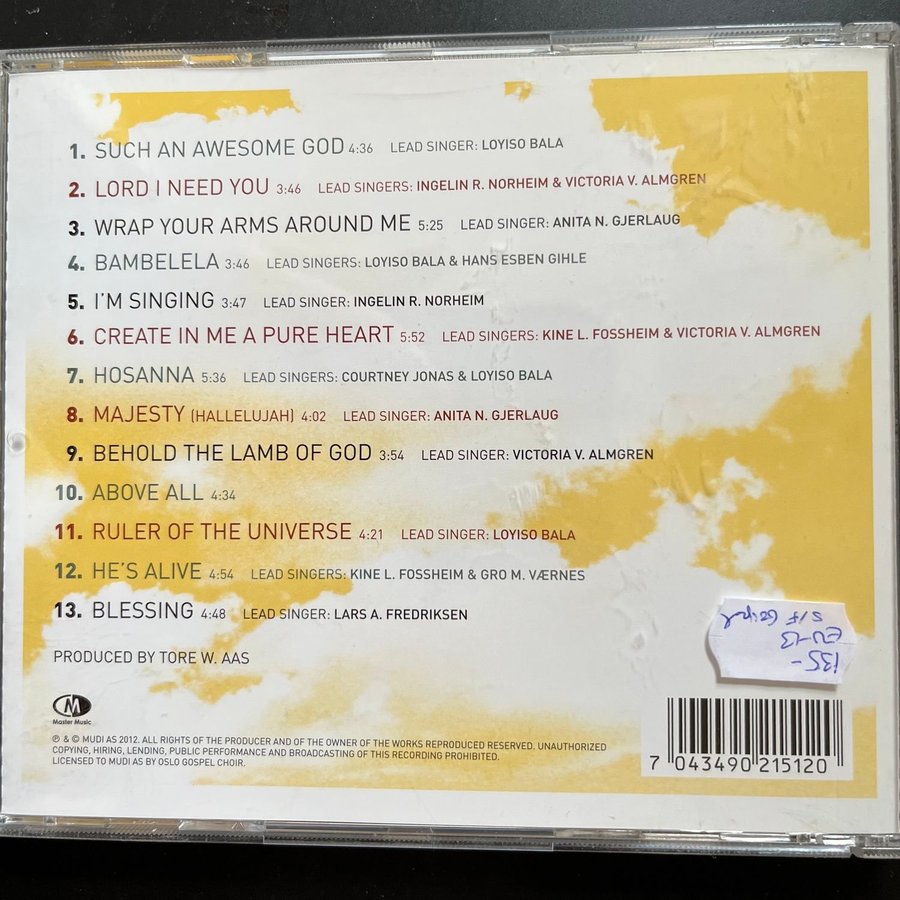 1. SUCH AN AWESOME GOD 4:36 LEAD SINGER: LOYISO BALA
2. LORD I NEED YOU 3:46 LEAD SINGERS: INGELIN R. NORHEIM & VICTORIA V. ALMGREN
3. WRAP YOUR ARMS AROUND ME 5:25 LEAD SINGER: ANITA N. GJERLAUG
4. BAMBELELA 3:46 LEAD SINGERS: LOYISO BALA & HANS ESBEN GIHLE
5. I'M SINGING 3:47 LEAD SINGER: INGELIN R. NORHEIM
6. CREATE IN ME A PURE HEART 5:52 LEAD SINGERS: KINE L. FOSSHEIM & VICTORIA V. ALMGREN
7. HOSANNA 5:36 LEAD SINGERS: COURTNEY JONAS & LOYISO BALA
8. MAJESTY (HALLELUJAH) 4:02 LEAD SINGER: ANITA N. GJERLAUG
9. BEHOLD THE LAMB OF GOD 3:54 LEAD SINGER: VICTORIA V. ALMGREN
10. ABOVE ALL 4:34
11. RULER OF THE UNIVERSE 4:21 LEAD SINGER: LOYISO BALA
12. HE'S ALIVE 4:54 LEAD SINGERS: KINE L. FOSSHEIM & GRO M. VÆRNES
13. BLESSING 4:48 LEAD SINGER: LARS A. FREDRIKSEN
PRODUCED BY TORE W. AAS
135-
EU-13
S/F Gospel
M
Master Music
℗ & © MUDI AS 2012. ALL RIGHTS OF THE PRODUCER AND OF THE OWNER OF THE WORKS REPRODUCED RESERVED. UNAUTHORIZED
COPYING, HIRING, LENDING, PUBLIC PERFORMANCE AND BROADCASTING OF THIS RECORDING PROHIBITED.
LICENSED TO MUDI AS BY OSLO GOSPEL CHOIR.
7 043490 215120